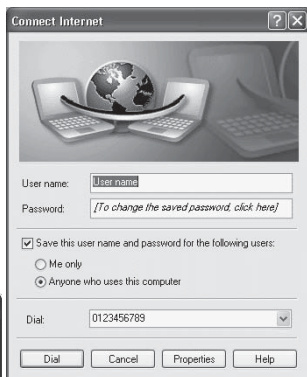 Connect Internet
User name: User name
Password: [To change the saved password, click here]
Save this user name and password for the following users:
Me only
Anyone who uses this computer
Dial: 0123456789
Dial Cancel Properties Help